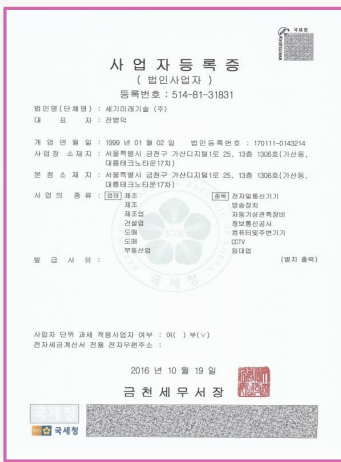 국세청
사 업 자 등 록 증
( 법인사업자 )
등록번호 : 514-81-31831
법인명(단체명) : 세기미래기술 (주)
대 표 자 : 전병덕
개 업 연 월 일 : 1999 년 01 월 02 일 법인등록번호 : 170111-0143214
사업장 소재지 : 서울특별시 금천구 가산디지털1로 25, 13층 1306호(가산동,
대륭테크노타운17차)
본 점 소 재 지 : 서울특별시 금천구 가산디지털1로 25, 13층 1306호(가산동,
대륭테크노타운17차)
사 업 의 종 류 : 업태 제조 종목 전자및통신기기
제조 방송장치
제조업 자동기상관측장비
건설업 정보통신공사
도매 컴퓨터및주변기기
도매 CCTV
부동산업 임대업
발 급 사 유 : (별지 출력)
NTS
국세청
사업자 단위 과세 적용사업자 여부 : 여( ) 부(∨)
전자세금계산서 전용 전자우편주소 :
2016 년 10 월 19 일
금 천 세 무 서 장
국세청
국세청